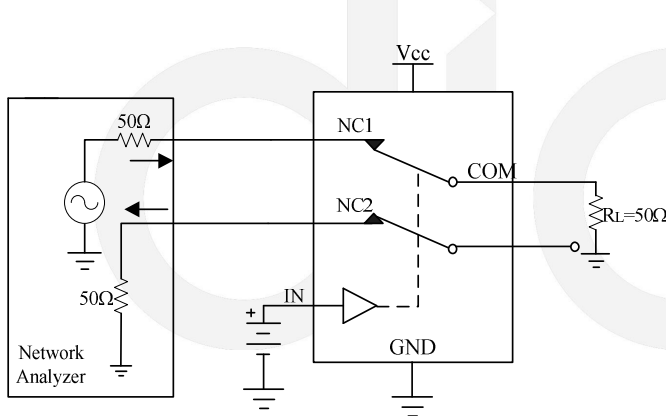 Vcc
50Ω
NC1
COM
NC2
RL=50Ω
50Ω
+
IN
GND
Network
Analyzer